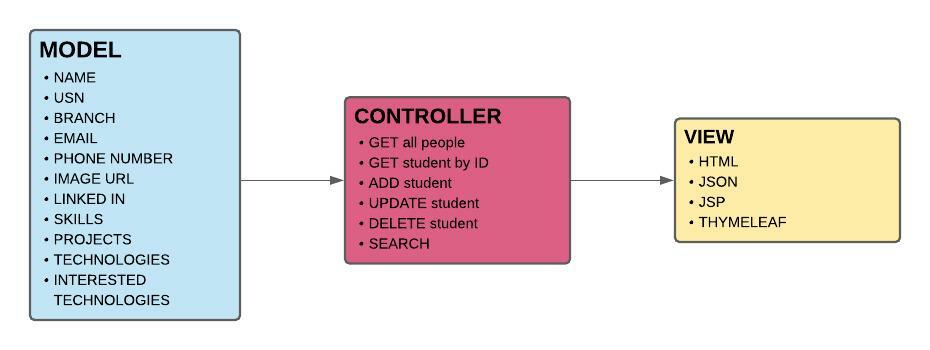 MODEL
• NAME
• USN
• BRANCH
• EMAIL
• PHONE NUMBER
• IMAGE URL
• LINKED IN
• SKILLS
• PROJECTS
• TECHNOLOGIES
• INTERESTED
TECHNOLOGIES
CONTROLLER
• GET all people
• GET student by ID
• ADD student
• UPDATE student
• DELETE student
• SEARCH
VIEW
• HTML
• JSON
• JSP
• THYMELEAF